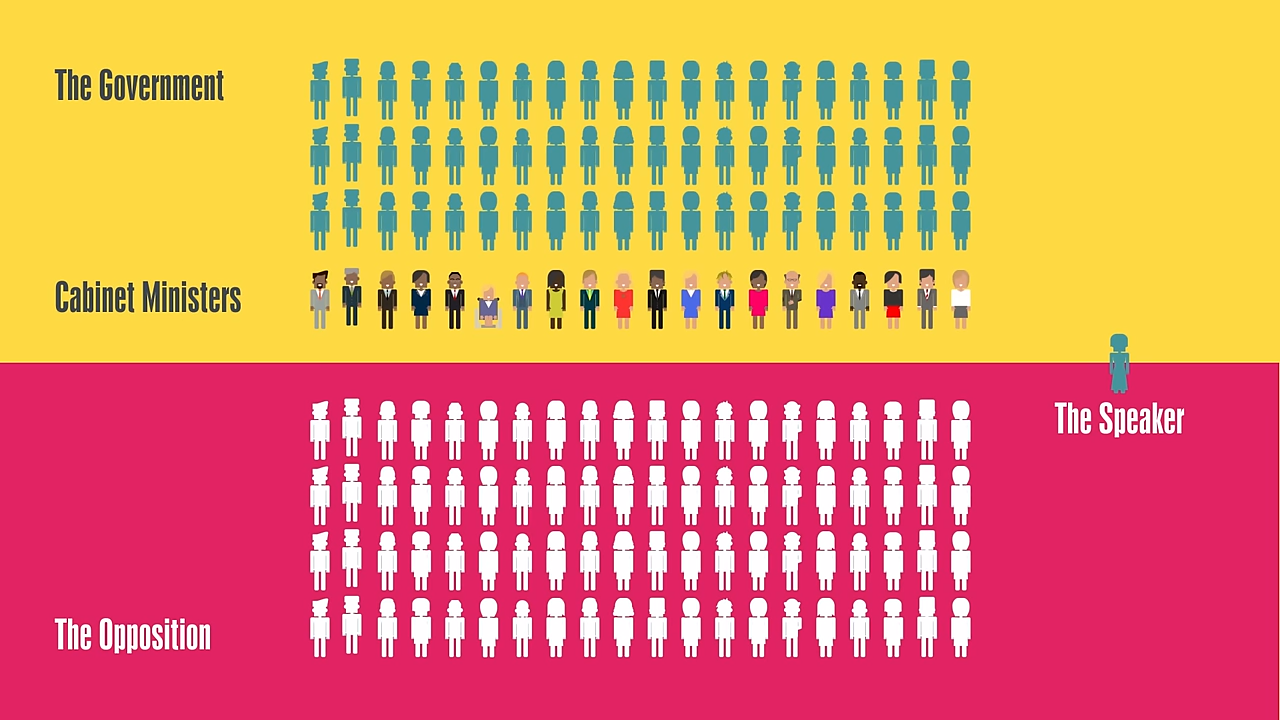 The Government
Cabinet Ministers
The Speaker
The Opposition